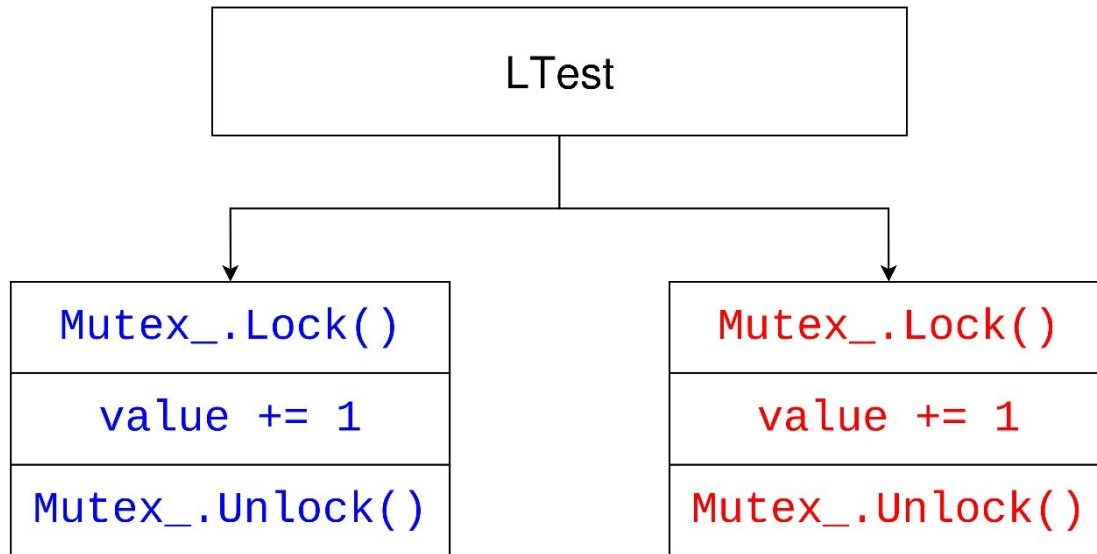 LTest
Mutex_.Lock()
value += 1
Mutex_.Unlock()
Mutex_.Lock()
value += 1
Mutex_.Unlock()